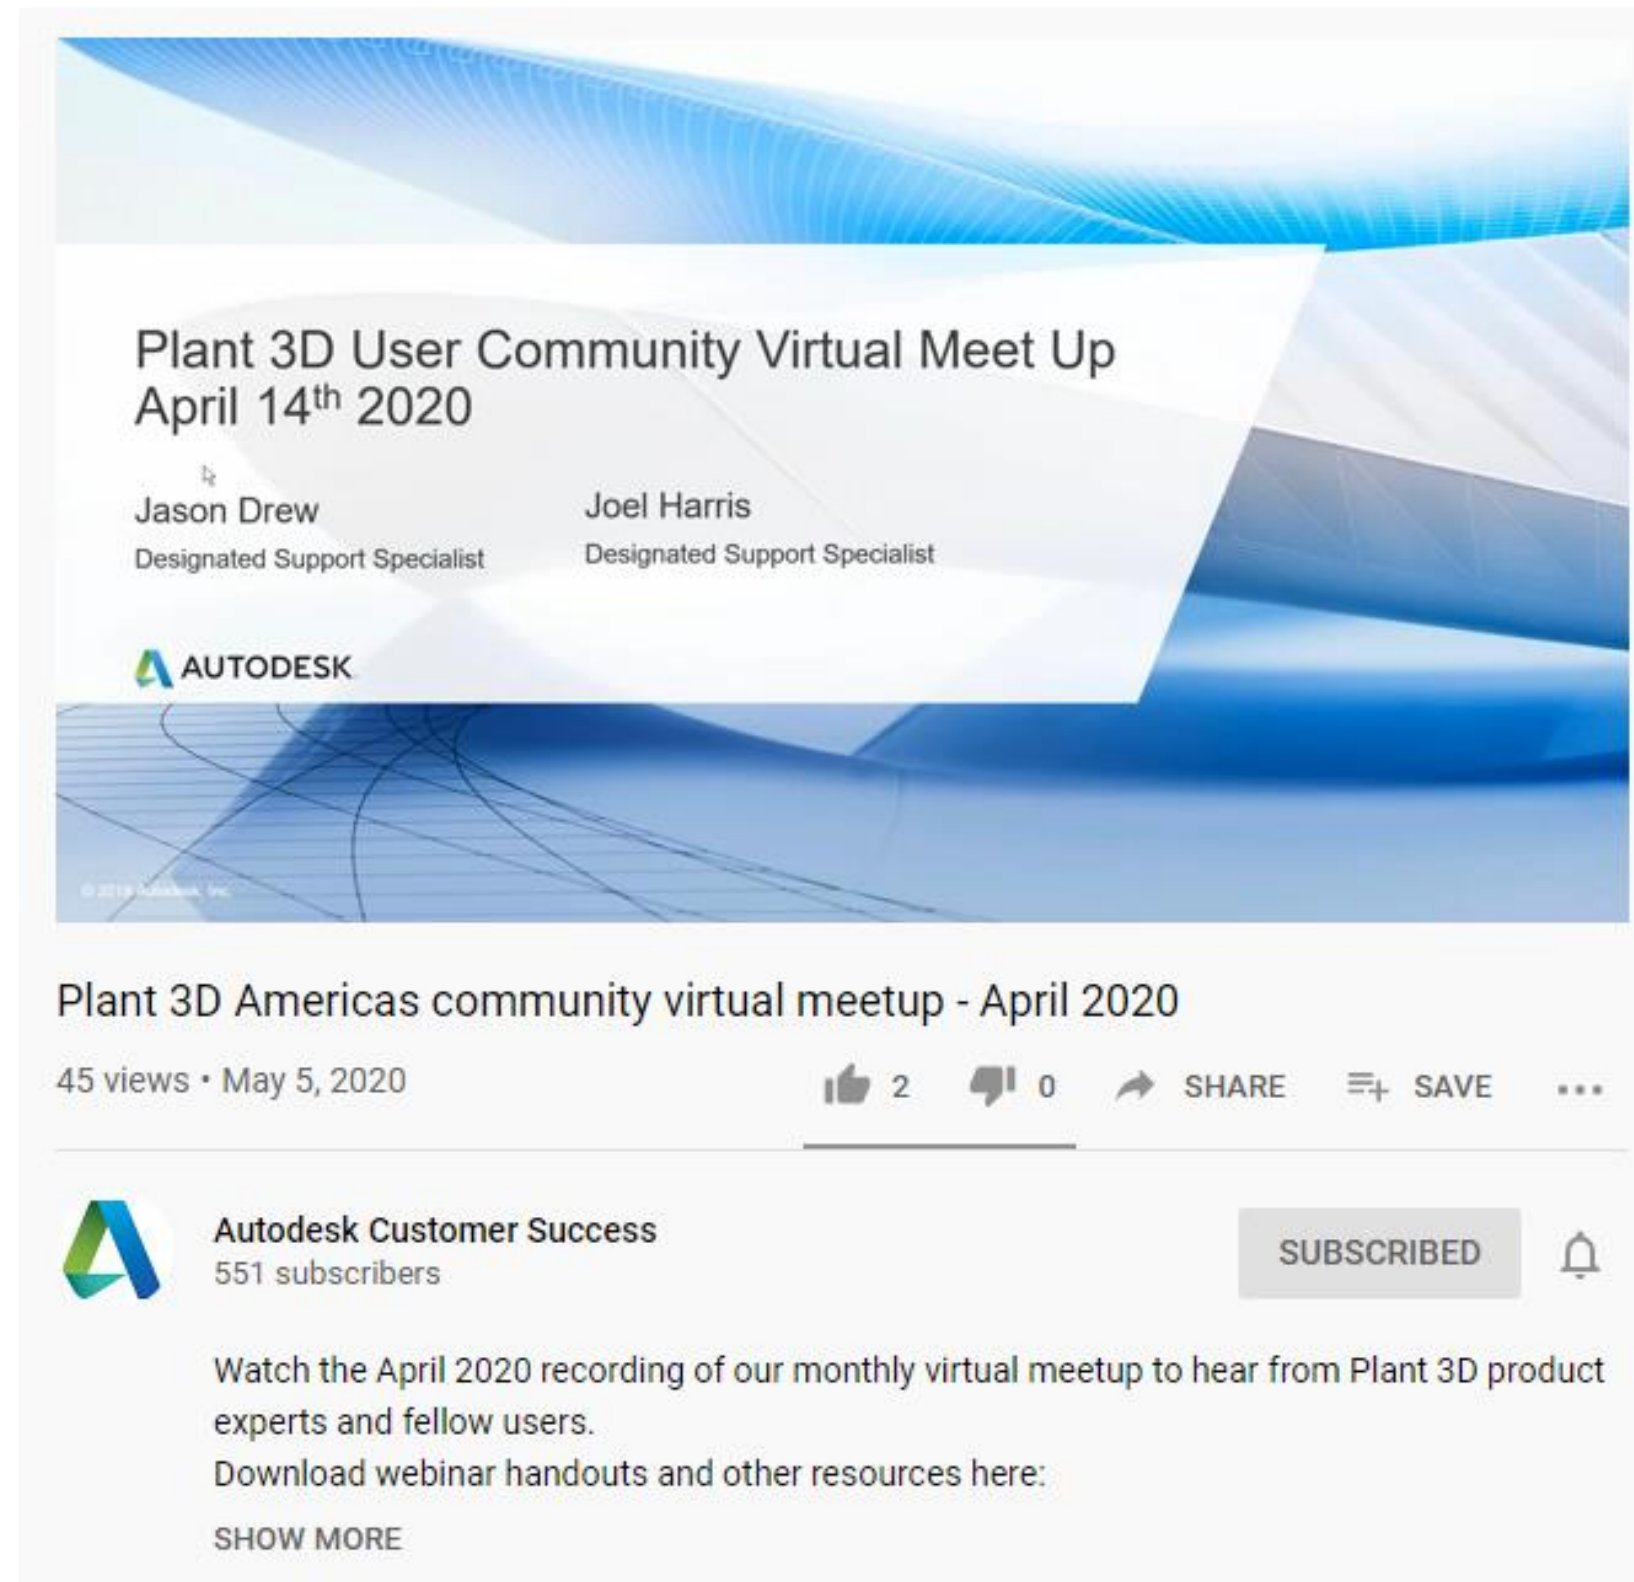 Plant 3D User Community Virtual Meet Up
April 14th 2020
Jason Drew
Joel Harris
Designated Support Specialist
Designated Support Specialist
AUTODESK
© 2019 Autodesk, Inc.
Plant 3D Americas community virtual meetup - April 2020
45 views • May 5, 2020
2
0
SHARE
SAVE
Autodesk Customer Success
551 subscribers
SUBSCRIBED
Watch the April 2020 recording of our monthly virtual meetup to hear from Plant 3D product
experts and fellow users.
Download webinar handouts and other resources here:
SHOW MORE